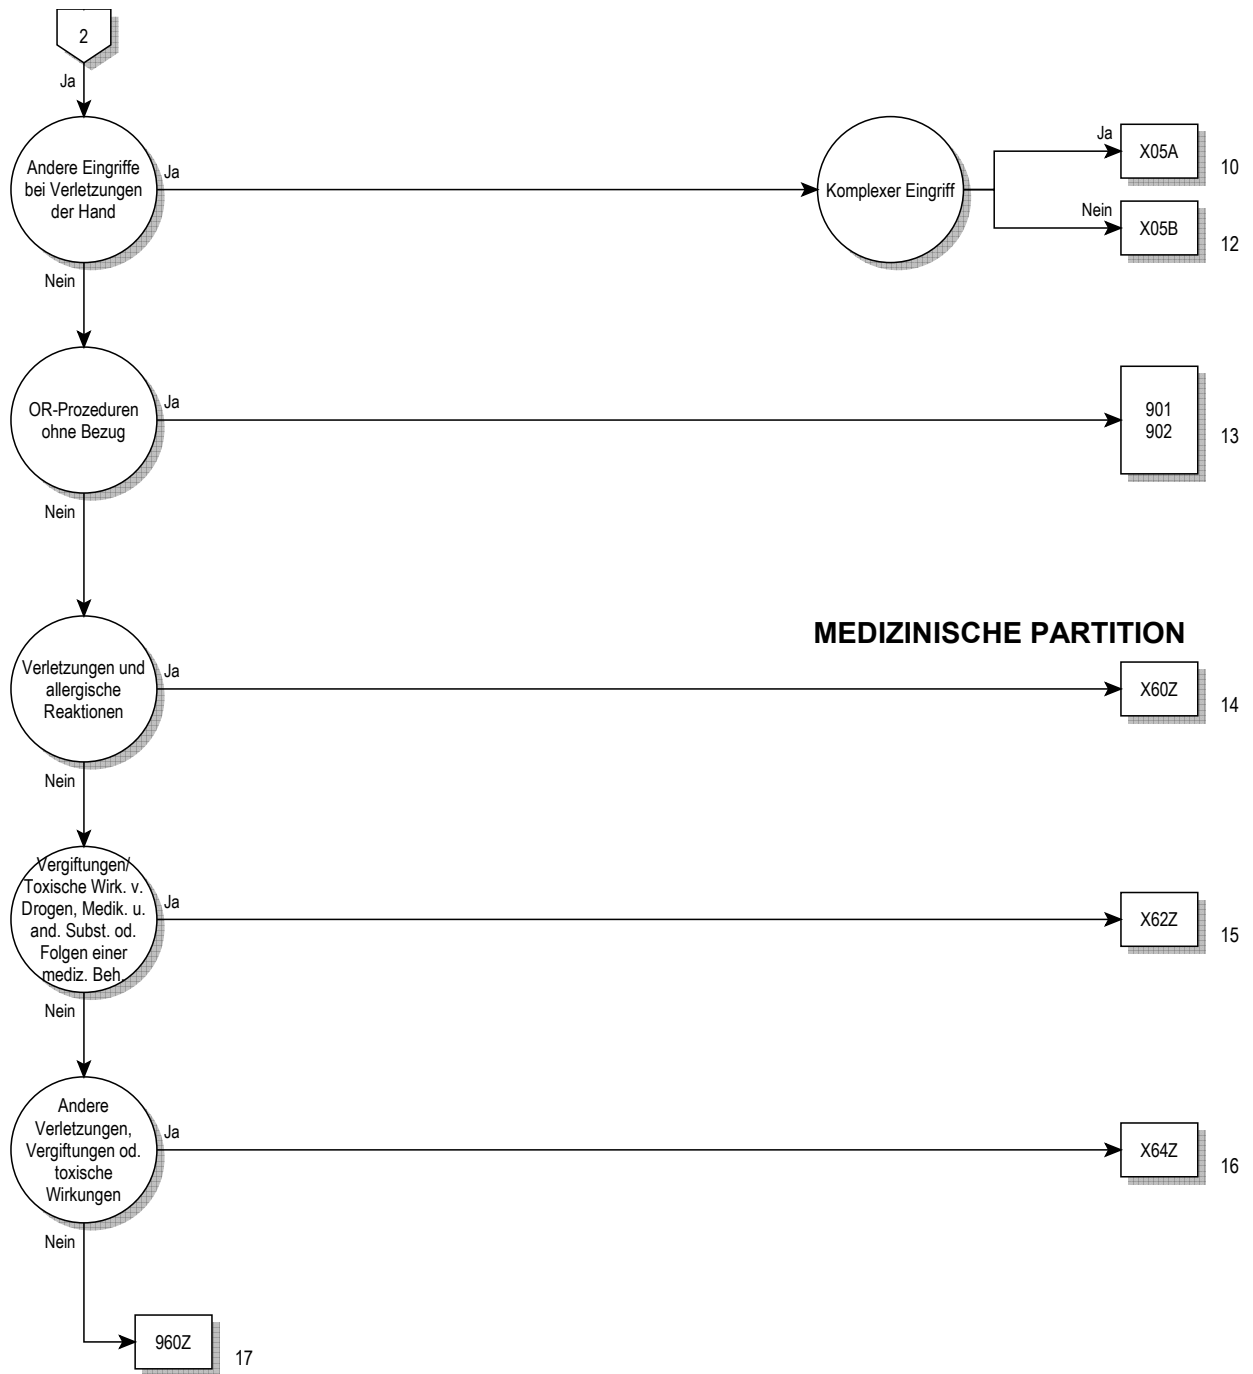 2
Ja
Andere Eingriffe
bei Verletzungen
der Hand
Ja
Komplexer Eingriff
Ja
X05A
10
Nein
X05B
12
Nein
OR-Prozeduren
ohne Bezug
Ja
901
902
13
Nein
MEDIZINISCHE PARTITION
Verletzungen und
allergische
Reaktionen
Ja
X60Z
14
Nein
Vergiftungen/
Toxische Wirk. v.
Drogen, Medik. u.
and. Subst. od.
Folgen einer
mediz. Beh.
Ja
X62Z
15
Nein
Andere
Verletzungen,
Vergiftungen od.
toxische
Wirkungen
Ja
X64Z
16
Nein
960Z
17